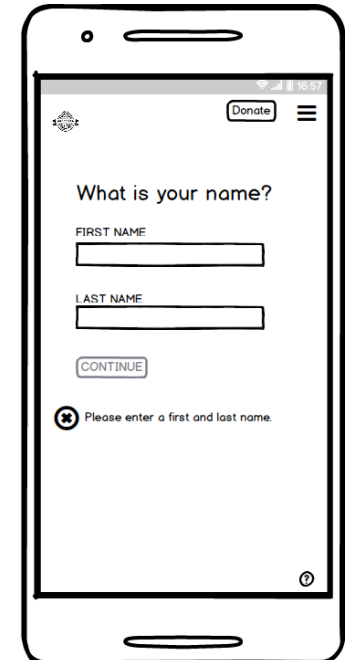 16:57
Donate
What is your name?
FIRST NAME
LAST NAME
CONTINUE
Please enter a first and last name.
?